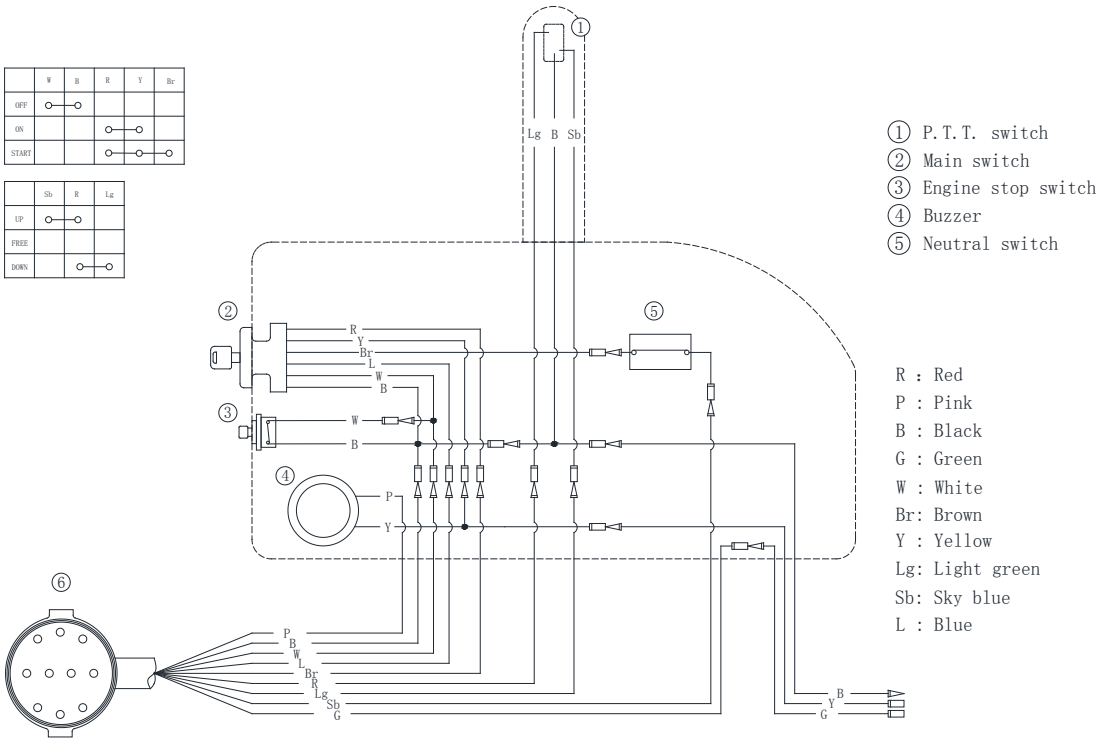 ①
Lg B Sb
W B R Y Br
OFF
ON
START
Sb R Lg
UP
FREE
DOWN
① P.T.T. switch
② Main switch
③ Engine stop switch
④ Buzzer
⑤ Neutral switch
②
R
Y
Br
L
W
B
⑤
③
W
B
④
P
Y
R : Red
P : Pink
B : Black
G : Green
W : White
Br: Brown
Y : Yellow
Lg: Light green
Sb: Sky blue
L : Blue
⑥
P
B
W
L
Br
R
Lg
Sb
G
B
Y
G